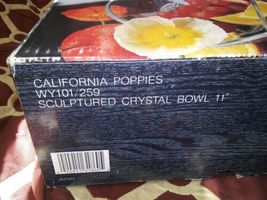 CALIFORNIA POPPIES
WY101/259
SCULPTURED CRYSTAL BOWL 11"